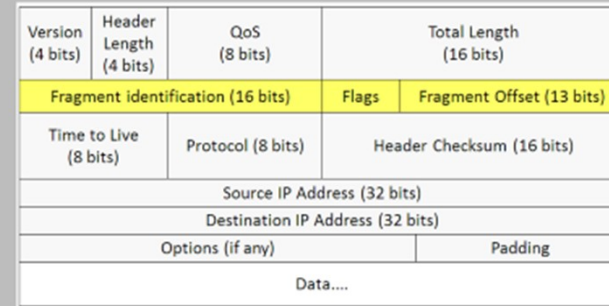 Version
(4 bits)
Header
Length
(4 bits)
QoS
(8 bits)
Total Length
(16 bits)
Fragment identification (16 bits)
Flags
Fragment Offset (13 bits)
Time to Live
(8 bits)
Protocol (8 bits)
Header Checksum (16 bits)
Source IP Address (32 bits)
Destination IP Address (32 bits)
Options (if any)
Padding
Data....